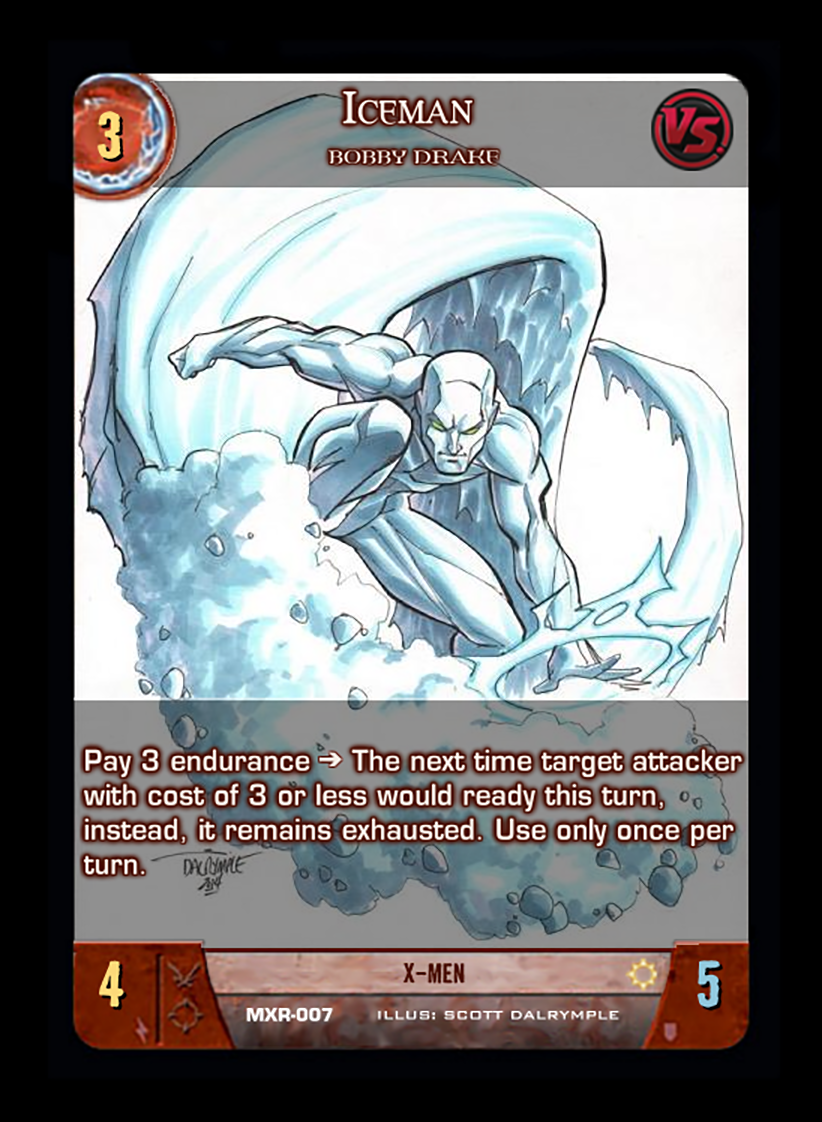 3
Iceman
BOBBY DRAKE
VS.
Pay 3 endurance → The next time target attacker
with cost of 3 or less would ready this turn,
instead, it remains exhausted. Use only once per
turn.
DALRYMPLE
4
X-MEN
5
MXR-007 ILLUS: SCOTT DALRYMPLE